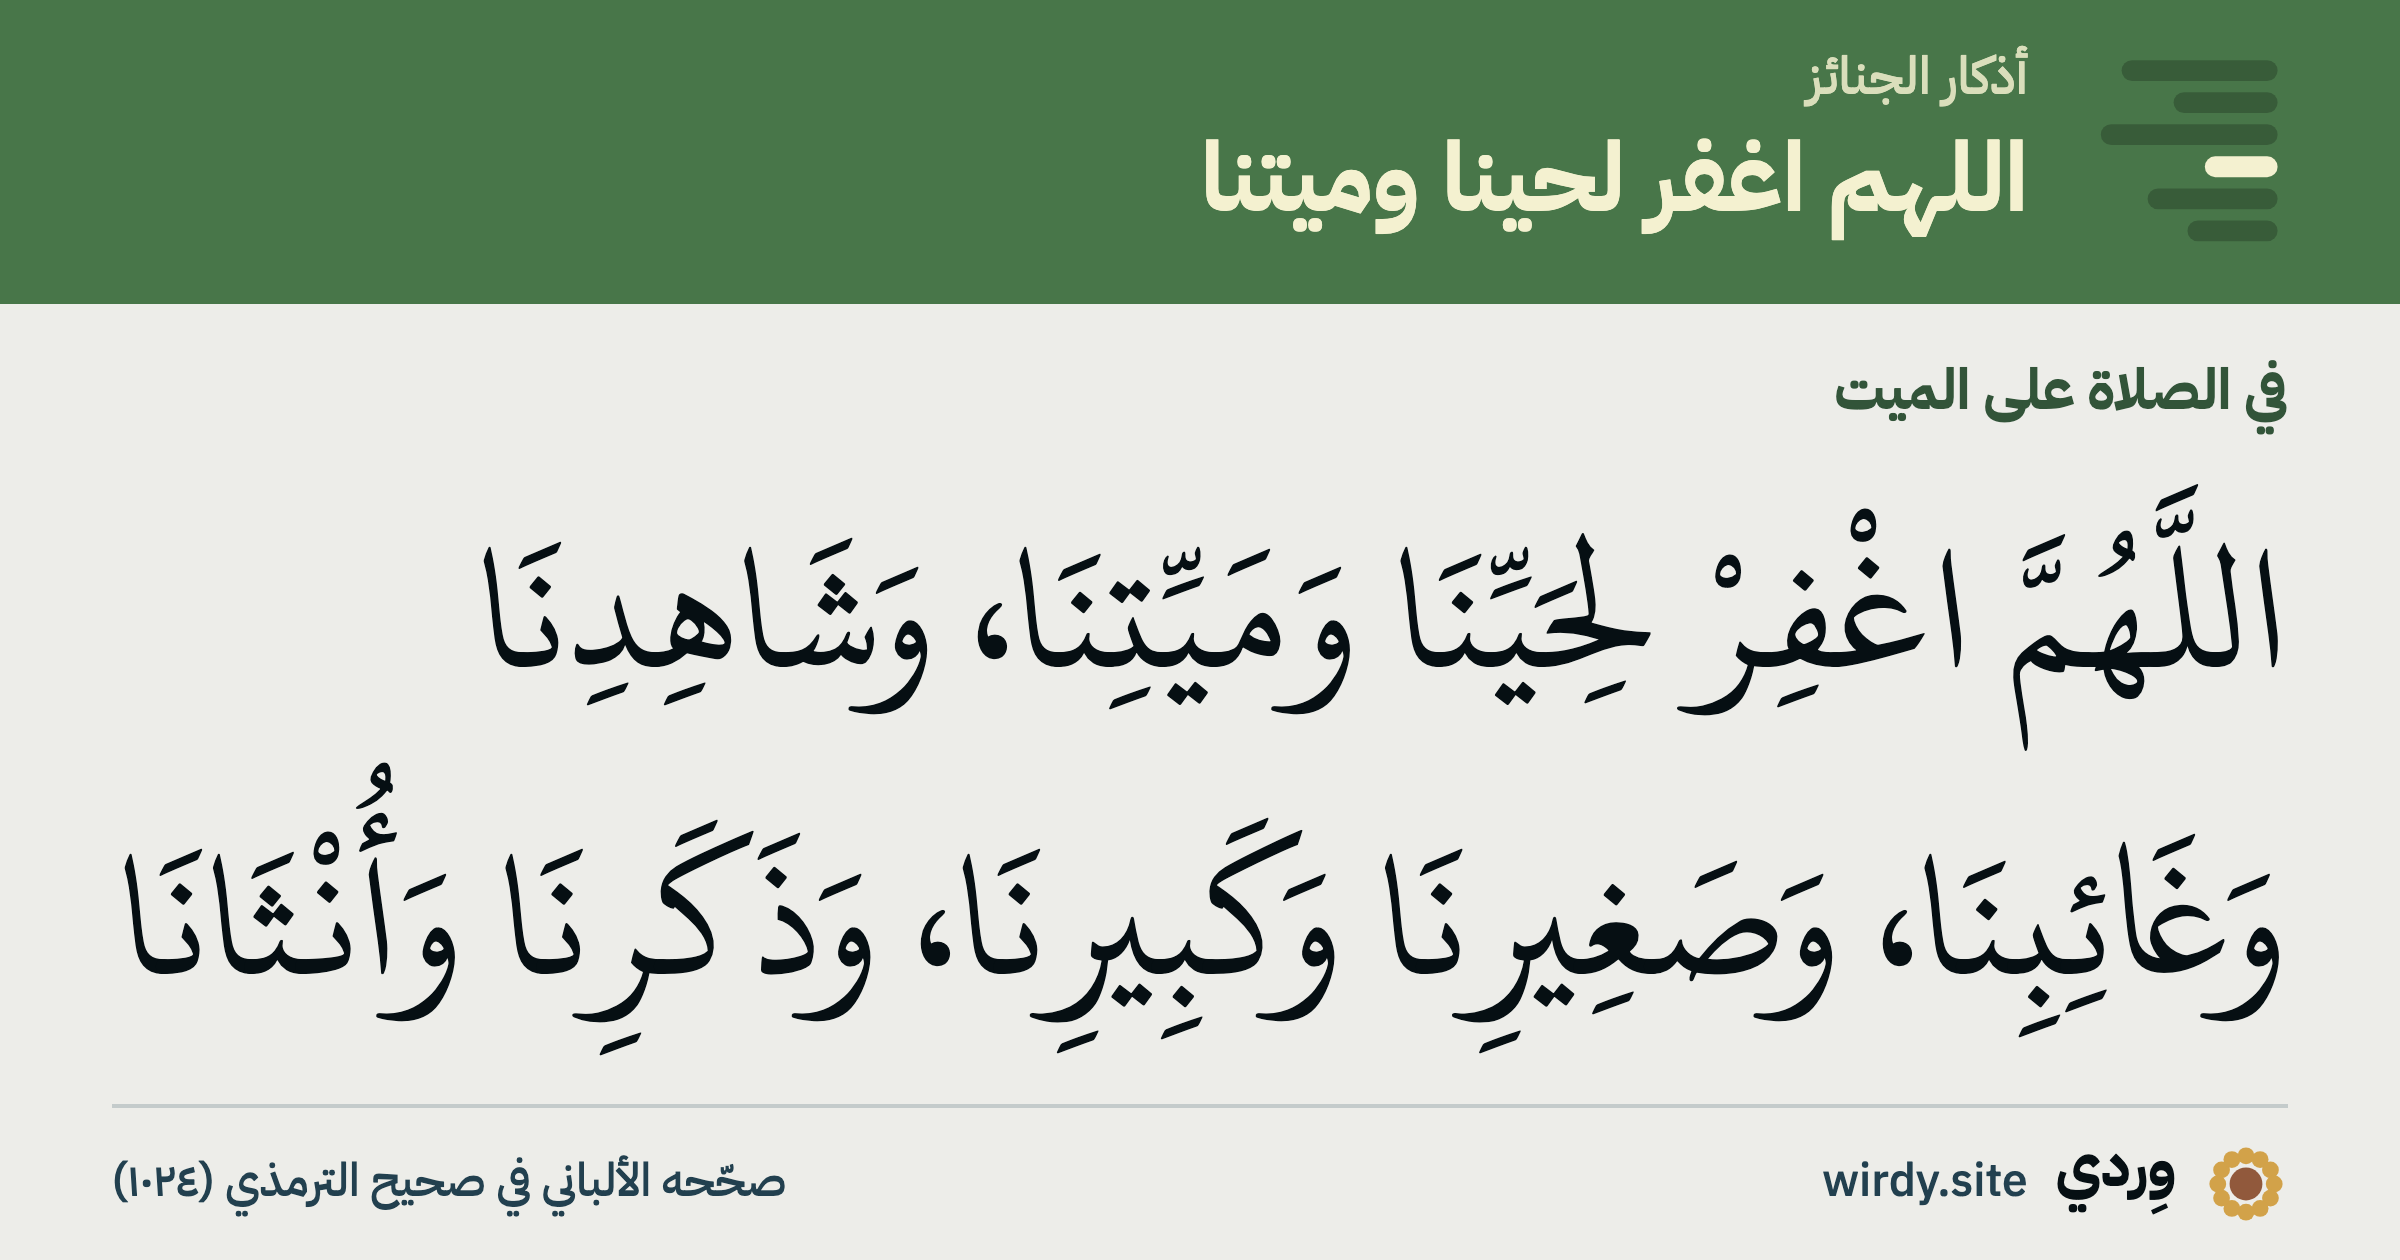 أذكار الجنائز
اللهم اغفر لحينا وميتنا
في الصلاة على الميت
اللَّهُمَّ اغْفِرْ لِحَيِّنَا وَمَيِّتِنَا، وَشَاهِدِنَا
وَغَائِبِنَا، وَصَغِيرِنَا وَكَبِيرِنَا، وَذَكَرِنَا وَأُنْثَانَا
وِردي wirdy.site
صحّحه الألباني في صحيح الترمذي (١٠٢٤)